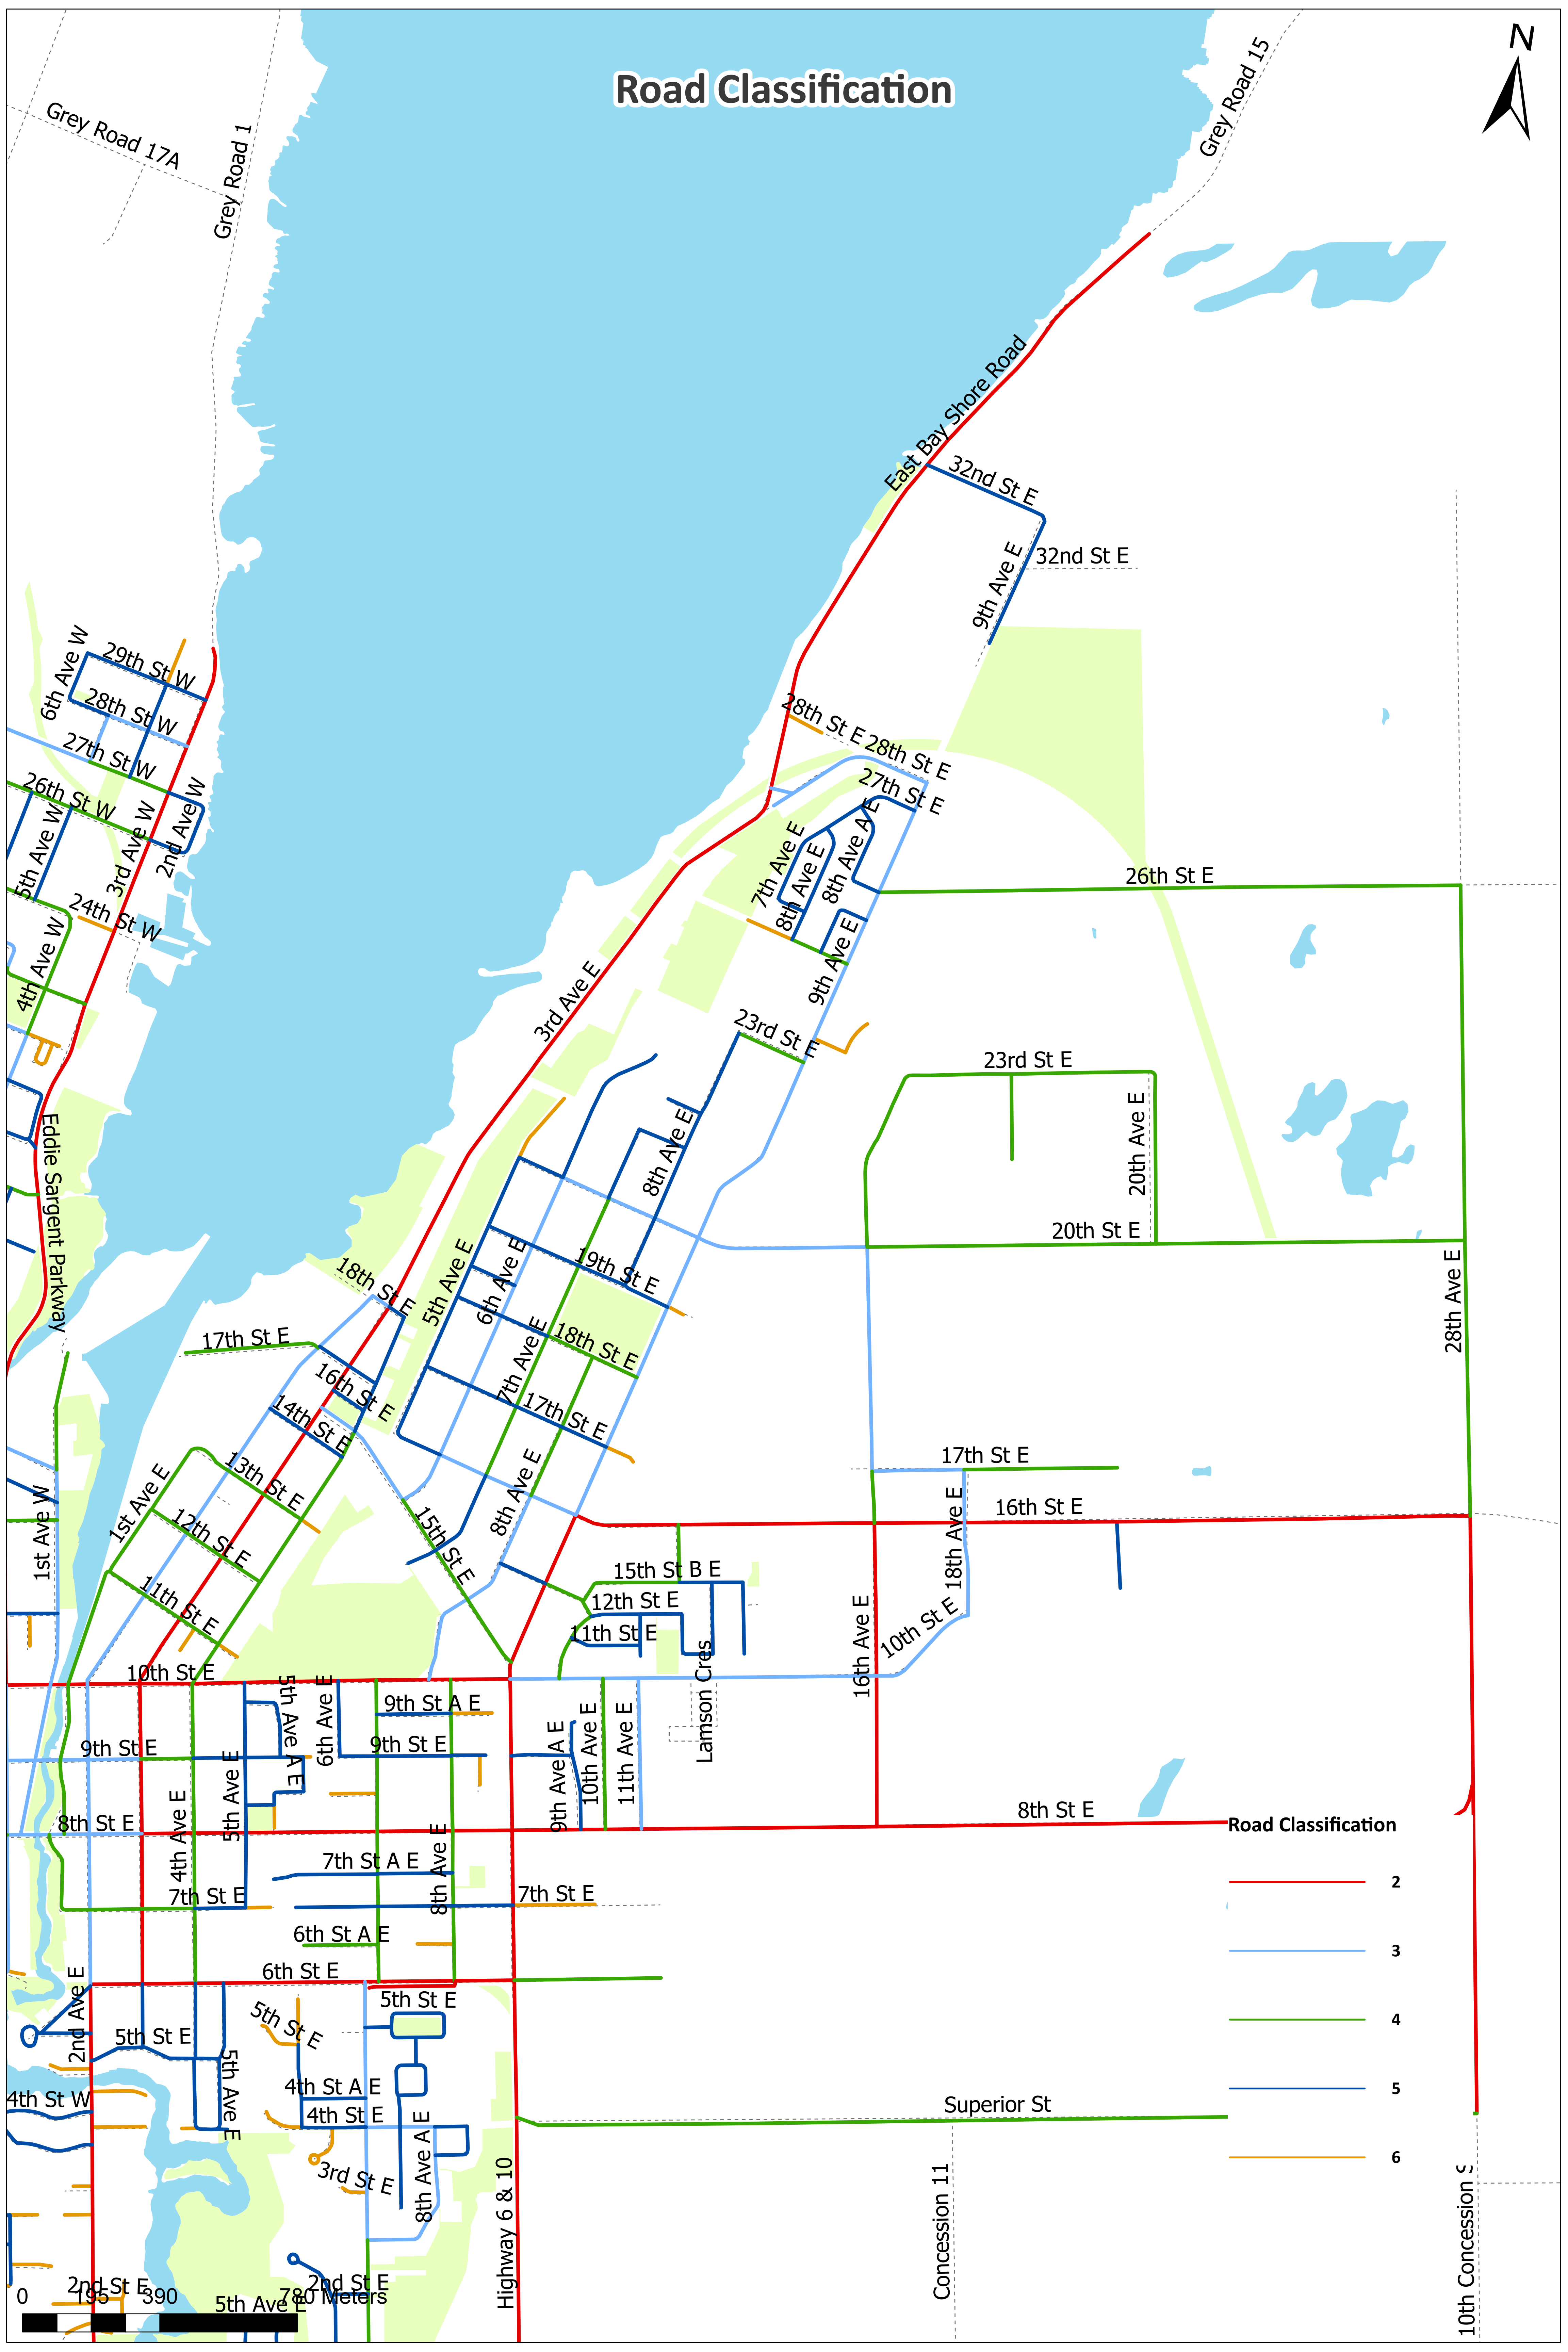 Road Classification
N
Grey Road 15
Grey Road 17A
Grey Road 1
East Bay Shore Road
32nd St E
32nd St E
9th Ave E
6th Ave W
29th St W
28th St W
27th St W
26th St W
5th Ave W
3rd Ave W
2nd Ave W
24th St W
4th Ave W
28th St E
28th St E
27th St E
7th Ave E
8th Ave E
8th Ave A E
9th Ave E
26th St E
3rd Ave E
23rd St E
23rd St E
20th Ave E
8th Ave E
20th St E
28th Ave E
Eddie Sargent Parkway
18th St E
5th Ave E
6th Ave E
19th St E
17th St E
16th St E
14th St E
7th Ave E
18th St E
17th St E
17th St E
16th St E
18th Ave E
13th St E
1st Ave E
12th St E
11th St E
1st Ave W
15th St E
8th Ave E
15th St B E
12th St E
11th St E
Lamson Cres
16th Ave E
10th St E
10th St E
5th Ave A E
6th Ave E
9th St A E
9th St E
9th St E
5th Ave E
4th Ave E
9th Ave A E
10th Ave E
11th Ave E
8th St E
8th St E
8th Ave E
7th St A E
7th St E
7th St E
6th St A E
6th St E
2nd Ave E
5th St E
5th St E
5th St E
5th Ave E
4th St A E
4th St E
4th St W
3rd St E
8th Ave A E
Highway 6 & 10
Superior St
Concession 11
10th Concession
2nd St E
2nd St E
5th Ave E
0 195 390 780 Meters
Road Classification
2
3
4
5
6